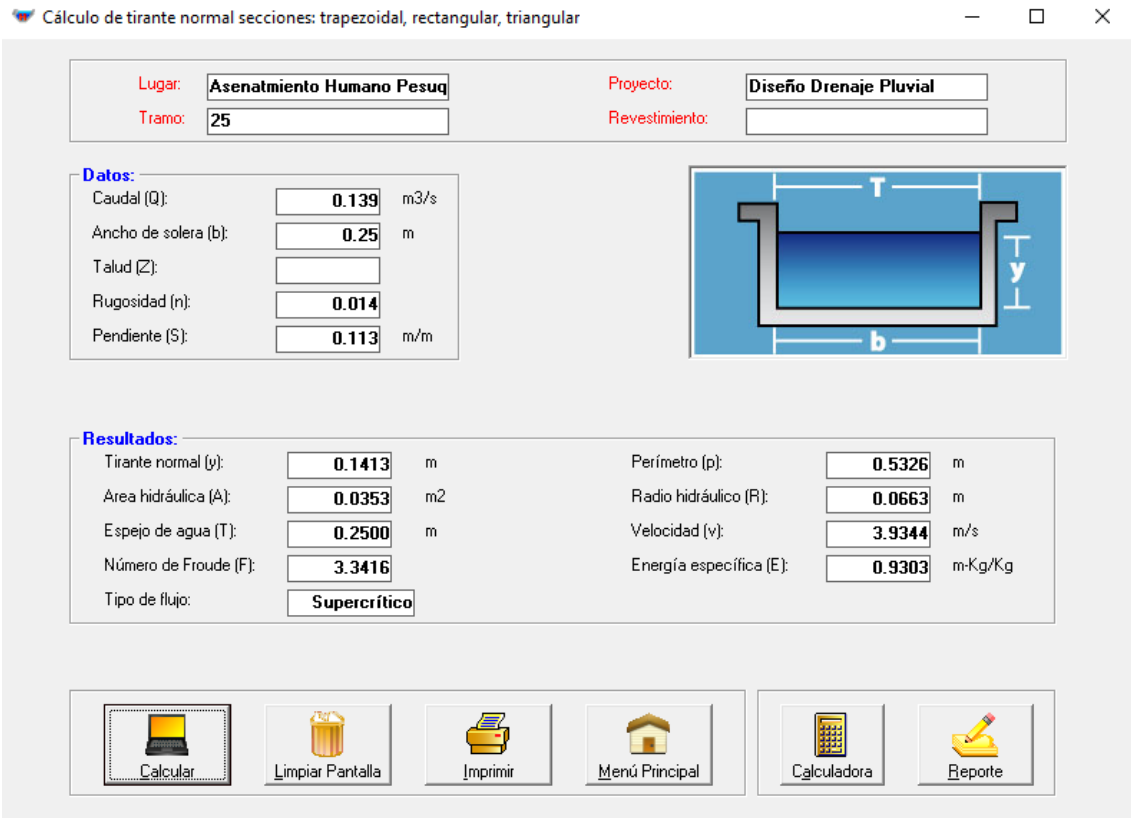 Cálculo de tirante normal secciones: trapezoidal, rectangular, triangular
Lugar: Asenatmiento Humano Pesuq Proyecto: Diseño Drenaje Pluvial
Tramo: 25 Revestimiento:
Datos:
Caudal (Q): 0.139 m3/s
Ancho de solera (b): 0.25 m
Talud (Z):
Rugosidad (n): 0.014
Pendiente (S): 0.113 m/m
T
y
b
Resultados:
Tirante normal (y): 0.1413 m Perímetro (p): 0.5326 m
Area hidráulica (A): 0.0353 m2 Radio hidráulico (R): 0.0663 m
Espejo de agua (T): 0.2500 m Velocidad (v): 3.9344 m/s
Número de Froude (F): 3.3416 Energía específica (E): 0.9303 m-Kg/Kg
Tipo de flujo: Supercrítico
Calcular Limpiar Pantalla Imprimir Menú Principal Calculadora Reporte